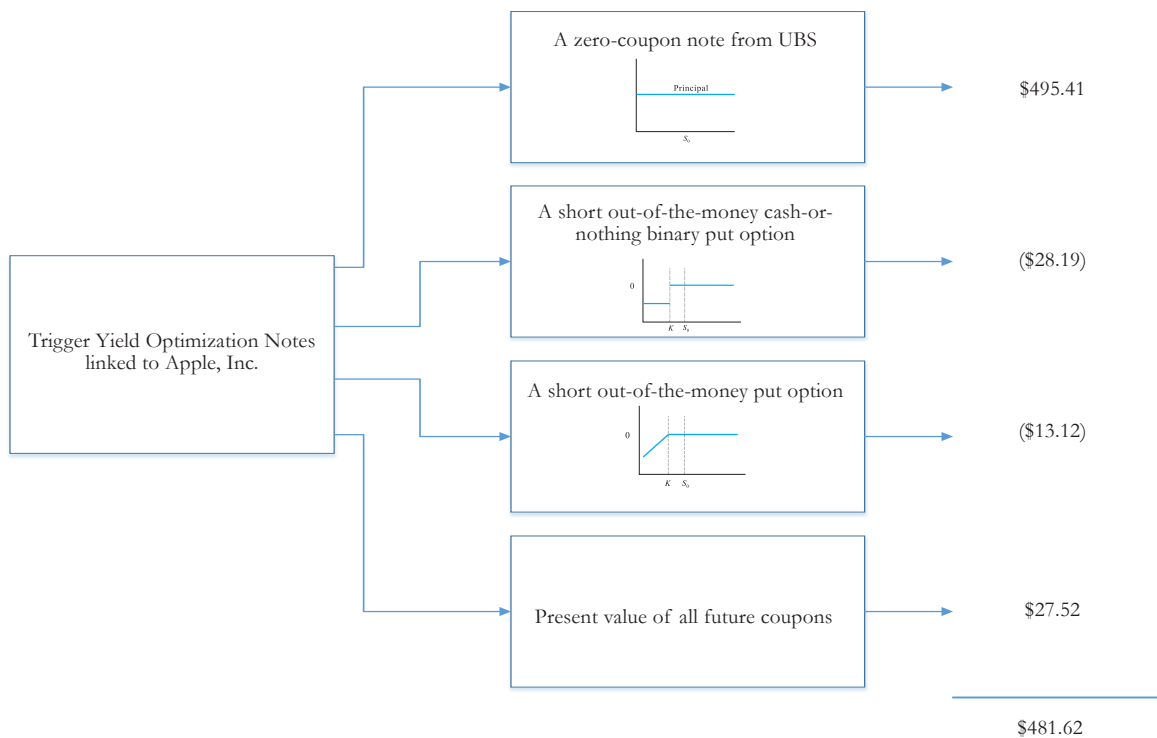 Trigger Yield Optimization Notes
linked to Apple, Inc.
A zero-coupon note from UBS
Principal
S₀
$495.41
A short out-of-the-money cash-or-
nothing binary put option
0
K S₀
($28.19)
A short out-of-the-money put option
0
K S₀
($13.12)
Present value of all future coupons
$27.52
$481.62